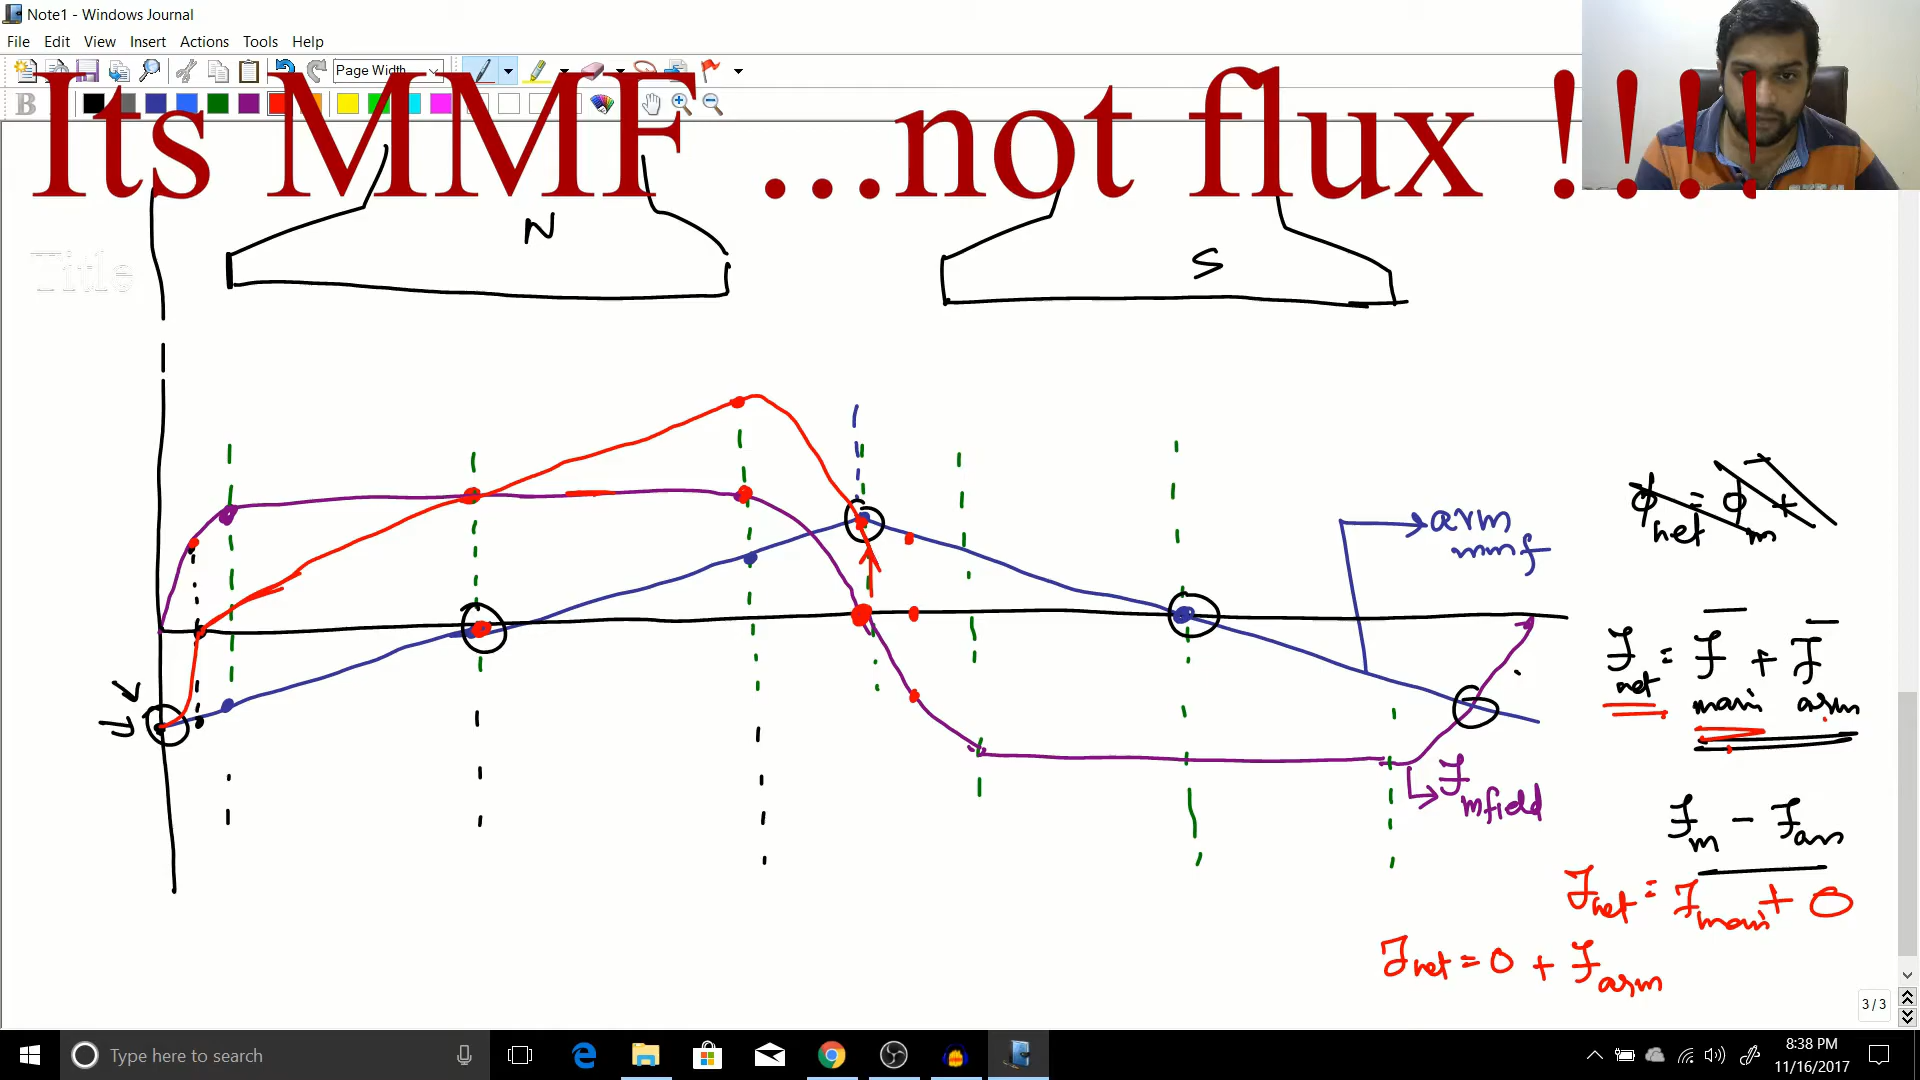 Note1 - Windows Journal
File Edit View Insert Actions Tools Help
Page Width
B
Its MMF ...not flux !!!!
N
S
Title
arm
mmf
ϕnet = ϕm +
Fnet = Fmain + Farm
Fmfield
Fm - Farm
Fnet = Fmain + 0
Fnet = 0 + Farm
3 / 3
Type here to search
8:38 PM
11/16/2017